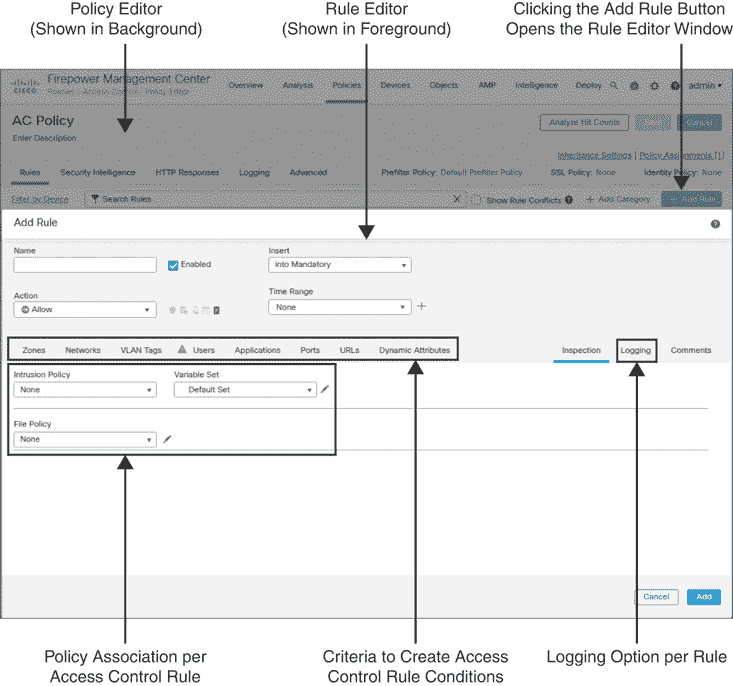 Policy Editor
(Shown in Background)
Rule Editor
(Shown in Foreground)
Clicking the Add Rule Button
Opens the Rule Editor Window
CISCO
Firepower Management Center
Policies / Access Control / Policy Editor
Overview Analysis Policies Devices Objects AMP Intelligence Deploy admin
AC Policy
Enter Description
Analyze Hit Counts Cancel
Inheritance Settings | Policy Assignments (1)
Rules Security Intelligence HTTP Responses Logging Advanced
Prefilter Policy: Default Prefilter Policy SSL Policy: None Identity Policy: None
Filter by Device Search Rules X Show Rule Conflicts ? + Add Category + Add Rule
Add Rule
Name
Enabled
Insert
into Mandatory
Action
Allow
Time Range
None
Zones Networks VLAN Tags Users Applications Ports URLs Dynamic Attributes Inspection Logging Comments
Intrusion Policy Variable Set
None Default Set
File Policy
None
Cancel Add
Policy Association per
Access Control Rule
Criteria to Create Access
Control Rule Conditions
Logging Option per Rule